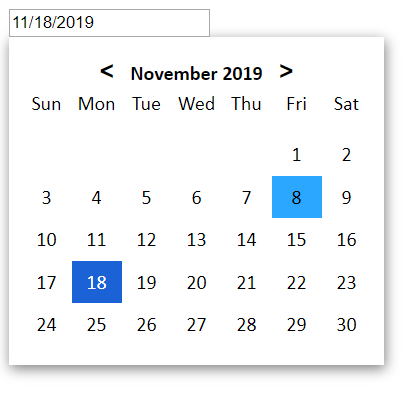 11/18/2019
< November 2019 >
Sun Mon Tue Wed Thu Fri Sat
1 2
3 4 5 6 7 8 9
10 11 12 13 14 15 16
17 18 19 20 21 22 23
24 25 26 27 28 29 30